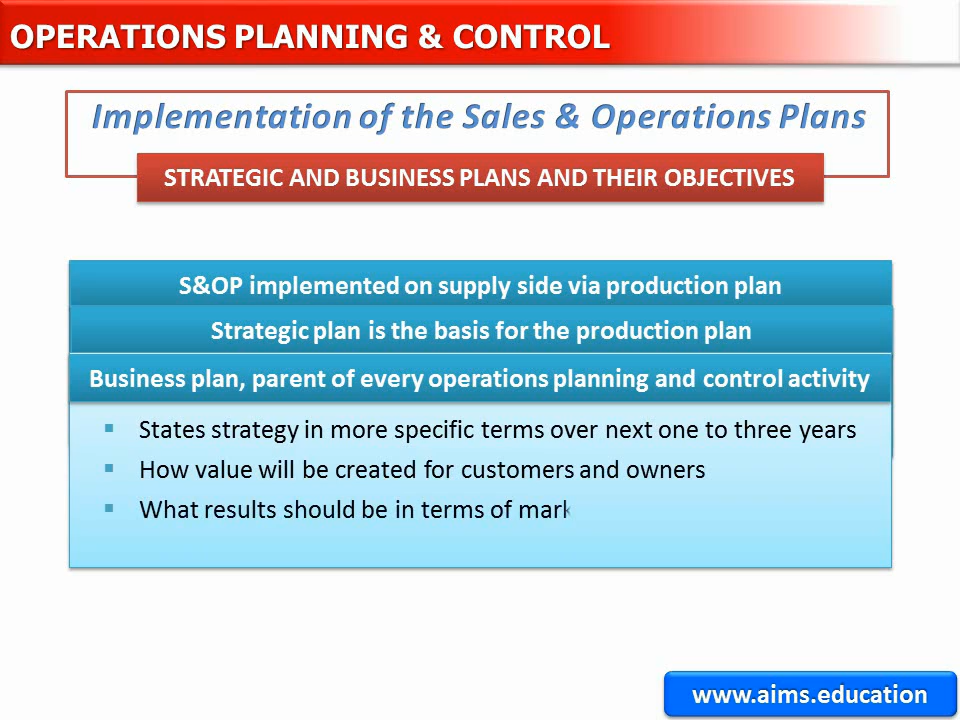 OPERATIONS PLANNING & CONTROL
Implementation of the Sales & Operations Plans
STRATEGIC AND BUSINESS PLANS AND THEIR OBJECTIVES
S&OP implemented on supply side via production plan
Strategic plan is the basis for the production plan
Business plan, parent of every operations planning and control activity
States strategy in more specific terms over next one to three years
How value will be created for customers and owners
What results should be in terms of
www.aims.education